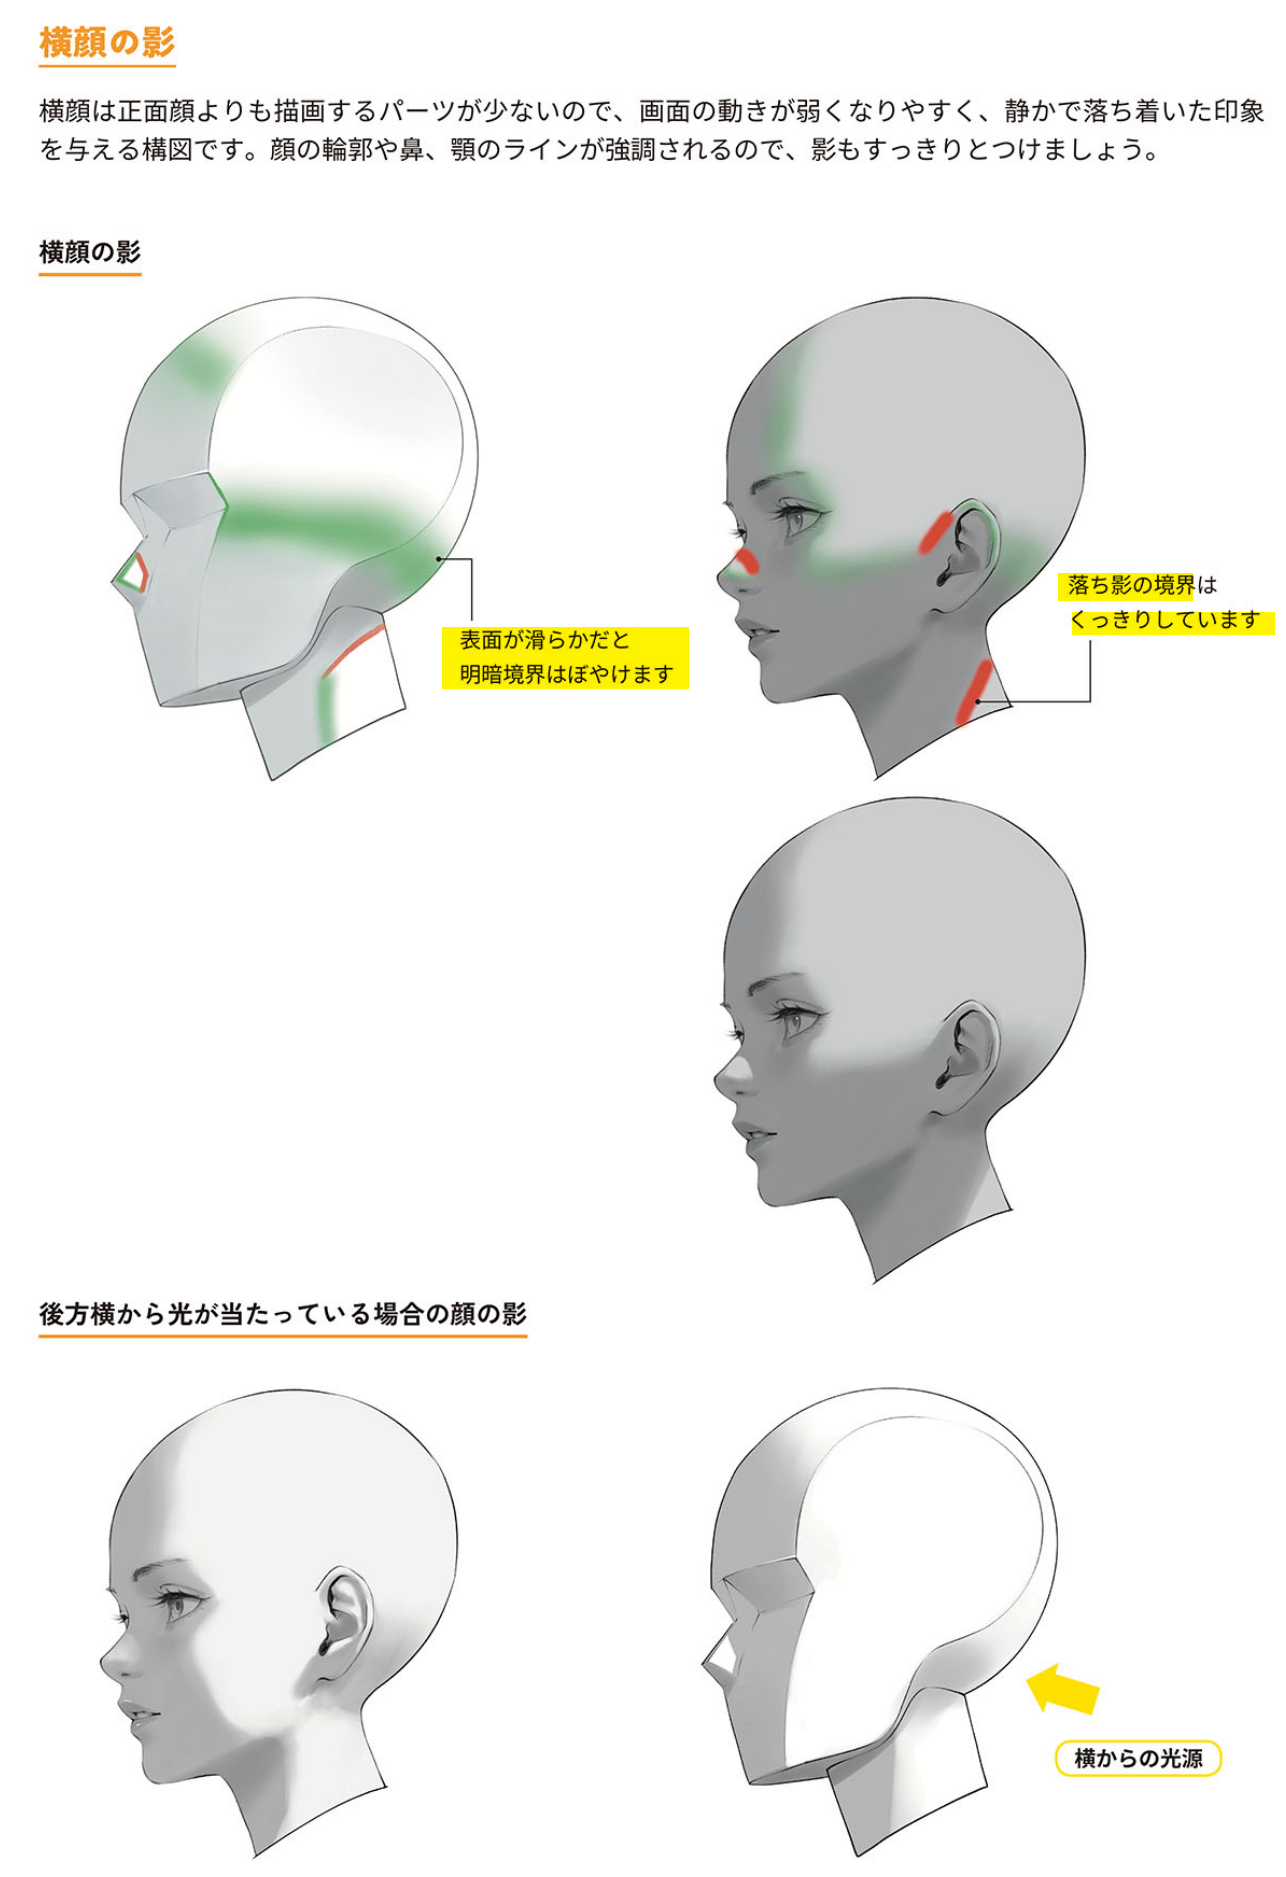 横顔の影
横顔は正面顔よりも描画するパーツが少ないので、画面の動きが弱くなりやすく、静かで落ち着いた印象
を与える構図です。顔の輪郭や鼻、顎のラインが強調されるので、影もすっきりとつけましょう。
横顔の影
表面が滑らかだと
明暗境界はぼやけます
落ち影の境界は
くっきりしています
後方横から光が当たっている場合の顔の影
横からの光源